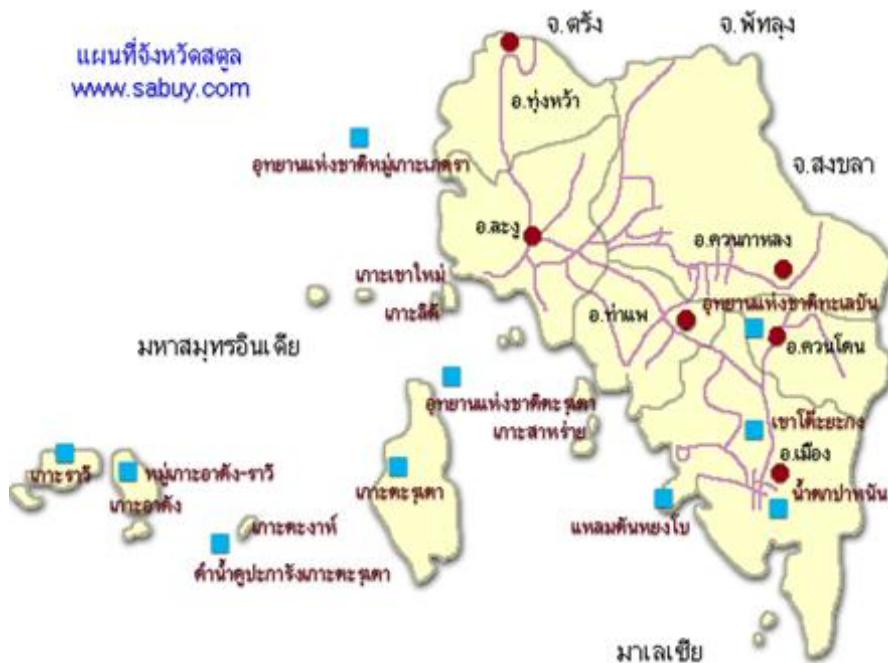 จ.ตรัง
จ.พัทลุง
แผนที่จังหวัดสตูล
www.sabuy.com
อ.ทุ่งหว้า
อุทยานแห่งชาติหมู่เกาะเภตรา
จ.สงขลา
อ.ละงู
อ.ควนกาหลง
เกาะเขาใหญ่
อุทยานแห่งชาติทะเลบัน
เกาะลิดี
อ.ท่าแพ
มหาสมุทรอินเดีย
อ.ควนโดน
อุทยานแห่งชาติตะรุเตา
เขาโต๊ะยะกง
เกาะสาหร่าย
อ.เมือง
เกาะราวี
หมู่เกาะอาดัง-ราวี
เกาะตะรุเตา
น้ำตกปาหนัน
เกาะอาดัง
เกาะตะงาห์
แหลมตันหยงโป
ดำน้ำดูปะการังเกาะตะรุเตา
มาเลเซีย